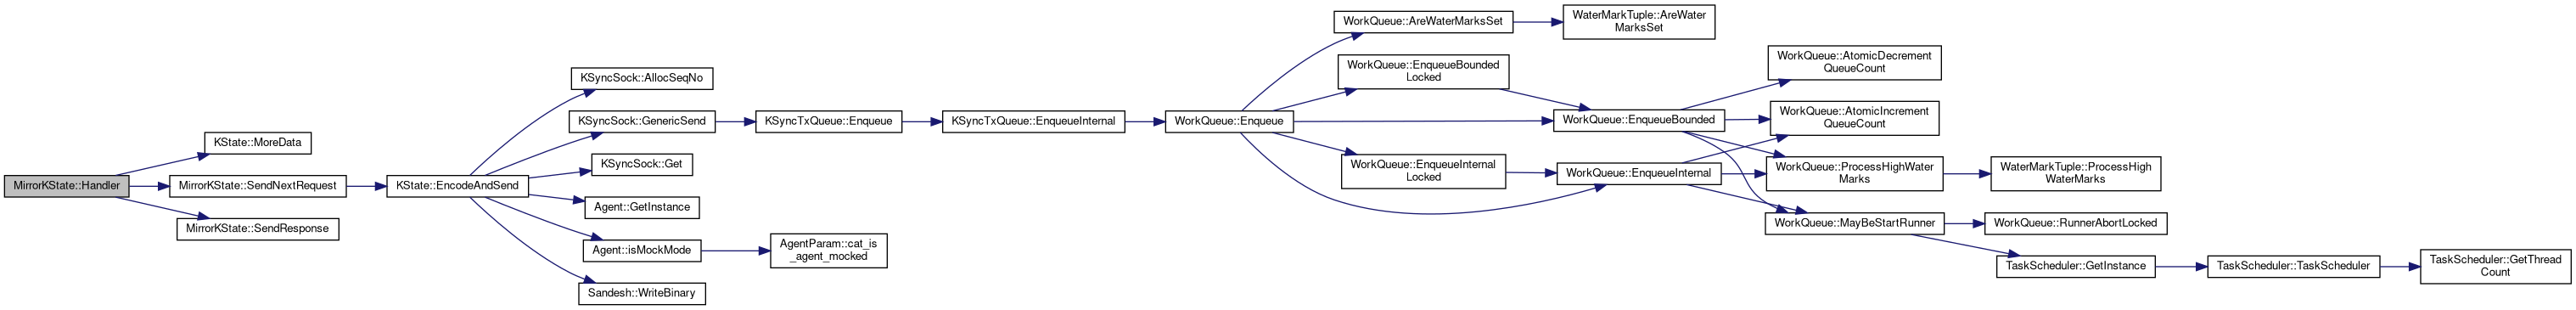 MirrorKState::Handler
KState::MoreData
MirrorKState::SendNextRequest
MirrorKState::SendResponse
KState::EncodeAndSend
KSyncSock::AllocSeqNo
KSyncSock::GenericSend
KSyncSock::Get
Agent::GetInstance
Agent::isMockMode
Sandesh::WriteBinary
KSyncTxQueue::Enqueue
AgentParam::cat_is
_agent_mocked
KSyncTxQueue::EnqueueInternal
WorkQueue::Enqueue
WorkQueue::AreWaterMarksSet
WorkQueue::EnqueueBounded
Locked
WorkQueue::EnqueueInternal
Locked
WaterMarkTuple::AreWater
MarksSet
WorkQueue::EnqueueBounded
WorkQueue::EnqueueInternal
WorkQueue::AtomicDecrement
QueueCount
WorkQueue::AtomicIncrement
QueueCount
WorkQueue::ProcessHighWater
Marks
WorkQueue::MayBeStartRunner
WaterMarkTuple::ProcessHigh
WaterMarks
WorkQueue::RunnerAbortLocked
TaskScheduler::GetInstance
TaskScheduler::TaskScheduler
TaskScheduler::GetThread
Count